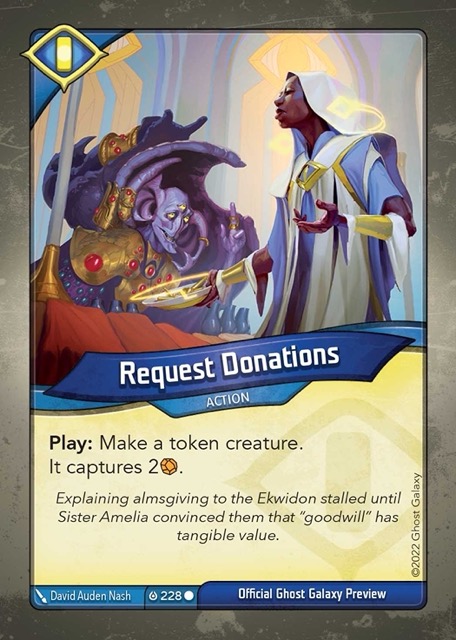 Request Donations
ACTION
Play: Make a token creature.
It captures 2.
Explaining almsgiving to the Ekwidon stalled until
Sister Amelia convinced them that “goodwill” has
tangible value.
©2022 Ghost Galaxy
David Auden Nash
228
Official Ghost Galaxy Preview